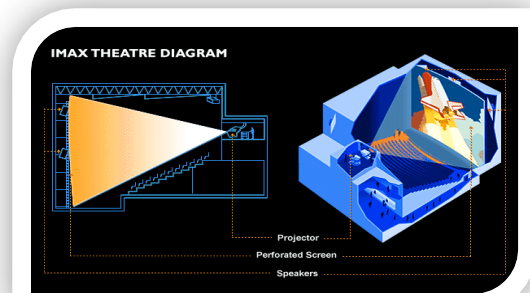 IMAX THEATRE DIAGRAM
Projector
Perforated Screen
Speakers